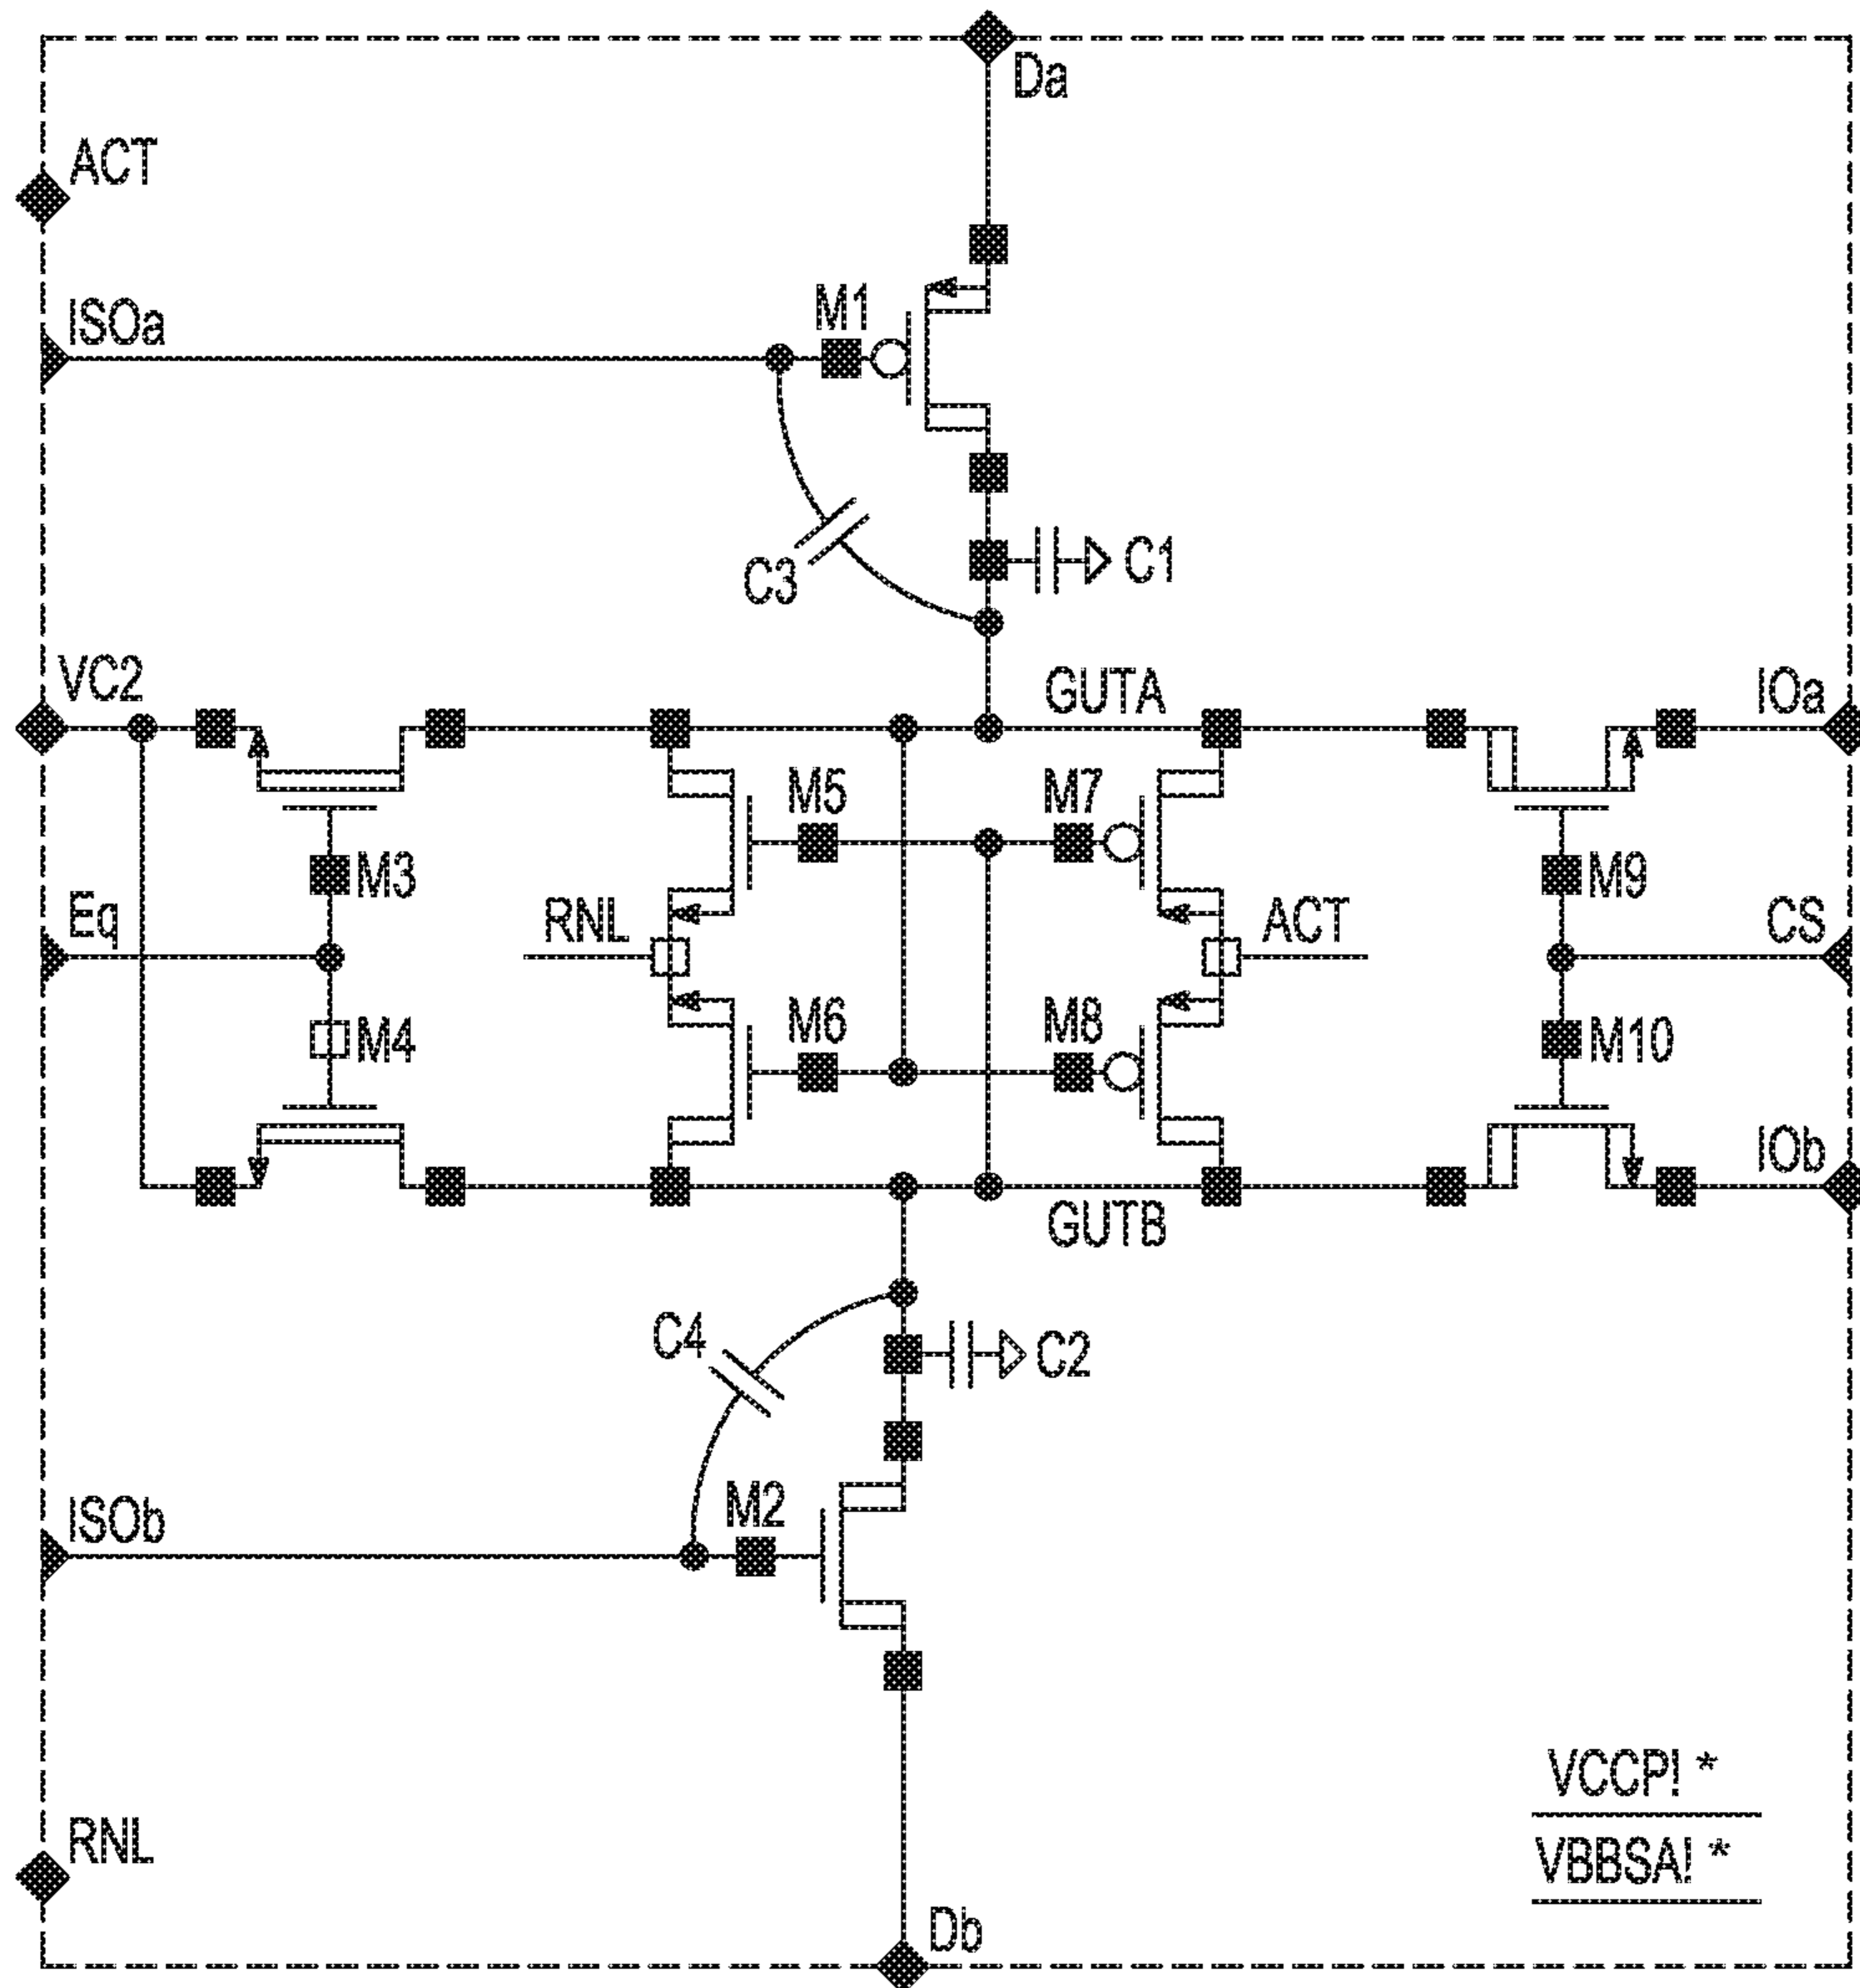 Da
ACT
ISOa
M1
C3
C1
VC2
GUTA
IOa
M5
M7
M3
M9
Eq
RNL
ACT
CS
M6
M8
M4
M10
IOb
GUTB
C4
C2
M2
ISOb
VCCP! *
RNL
VBBSA! *
Db